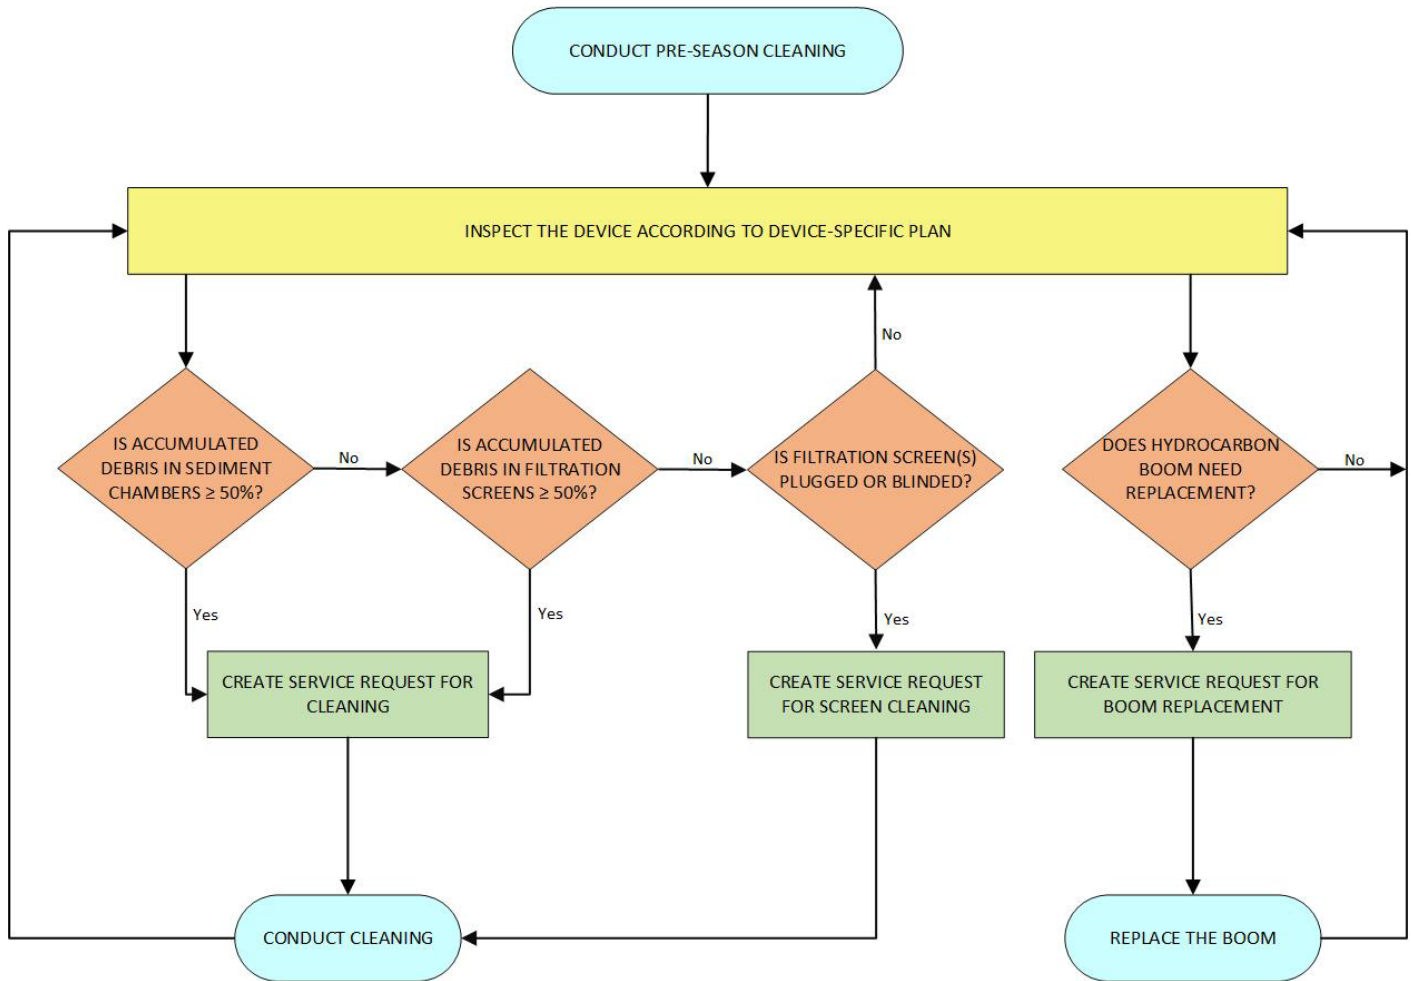 CONDUCT PRE-SEASON CLEANING
INSPECT THE DEVICE ACCORDING TO DEVICE-SPECIFIC PLAN
No
IS ACCUMULATED
DEBRIS IN SEDIMENT
CHAMBERS ≥ 50%?
No
IS ACCUMULATED
DEBRIS IN FILTRATION
SCREENS ≥ 50%?
No
IS FILTRATION SCREEN(S)
PLUGGED OR BLINDED?
DOES HYDROCARBON
BOOM NEED
REPLACEMENT?
No
Yes
Yes
Yes
Yes
CREATE SERVICE REQUEST FOR
CLEANING
CREATE SERVICE REQUEST
FOR SCREEN CLEANING
CREATE SERVICE REQUEST FOR
BOOM REPLACEMENT
CONDUCT CLEANING
REPLACE THE BOOM